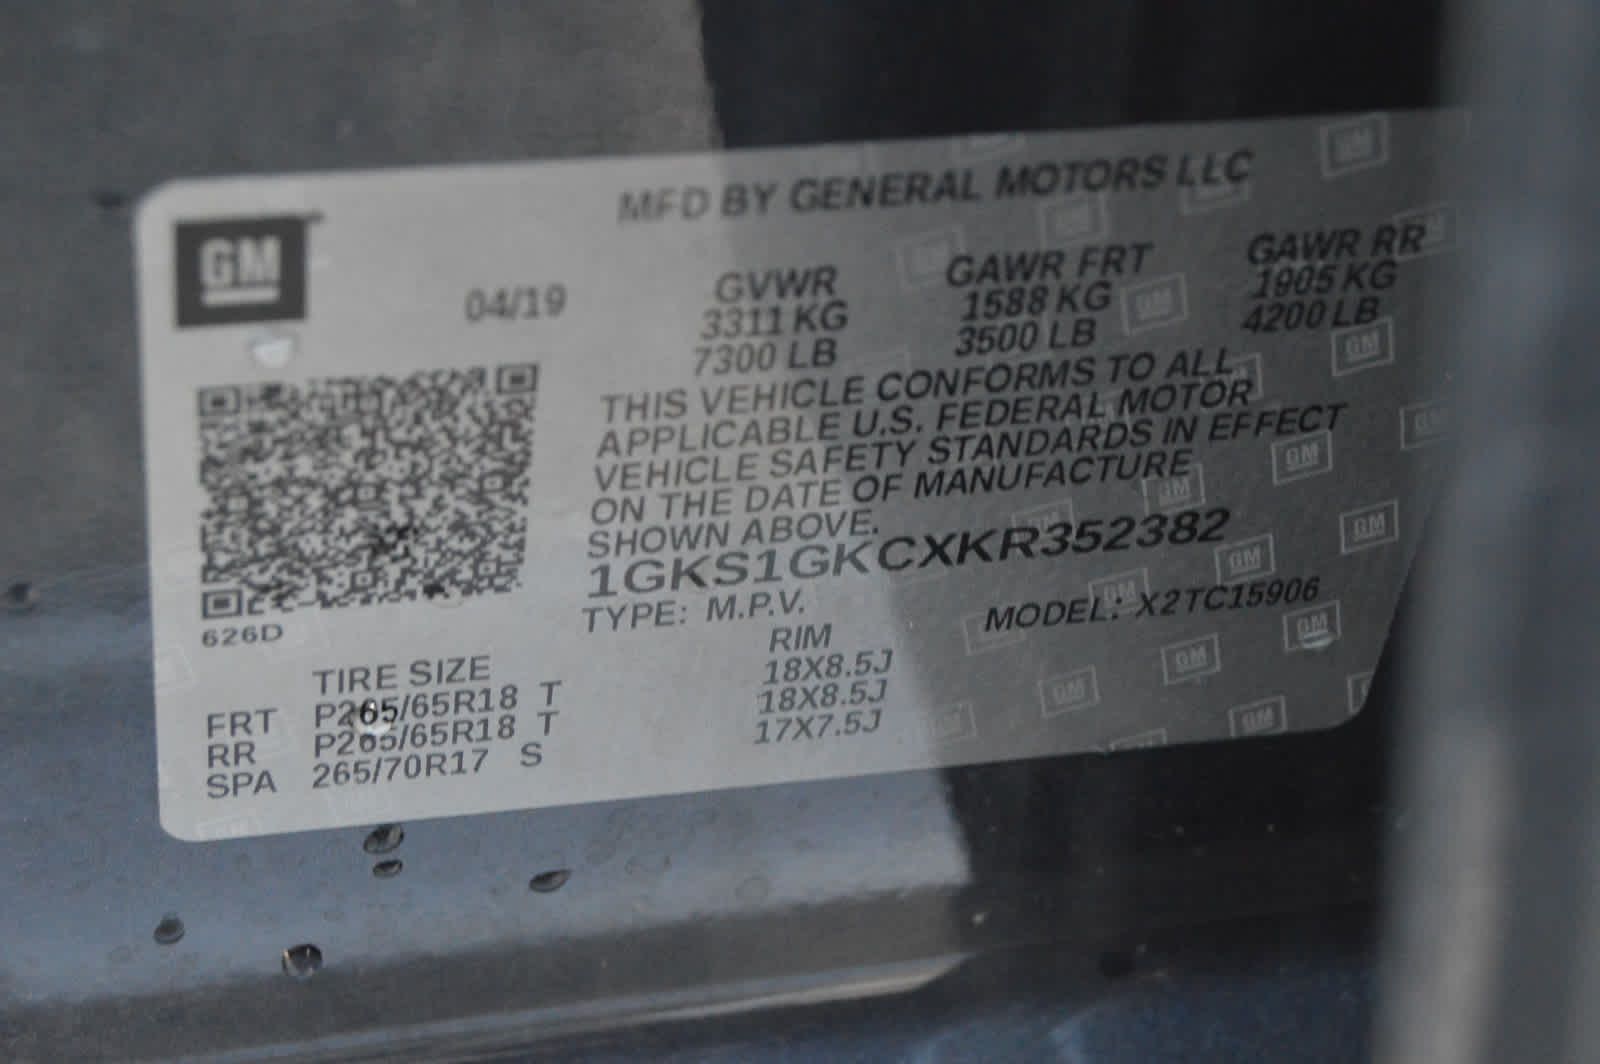 GM
MFD BY GENERAL MOTORS LLC
04/19
GVWR GAWR FRT GAWR RR
3311 KG 1588 KG 1905 KG
7300 LB 3500 LB 4200 LB
THIS VEHICLE CONFORMS TO ALL
APPLICABLE U.S. FEDERAL MOTOR
VEHICLE SAFETY STANDARDS IN EFFECT
ON THE DATE OF MANUFACTURE
SHOWN ABOVE.
1GKS1GKCXKR352382
TYPE: M.P.V. MODEL: X2TC15906
626D
TIRE SIZE RIM
FRT P265/65R18 T 18X8.5J
RR P265/65R18 T 18X8.5J
SPA 265/70R17 S 17X7.5J